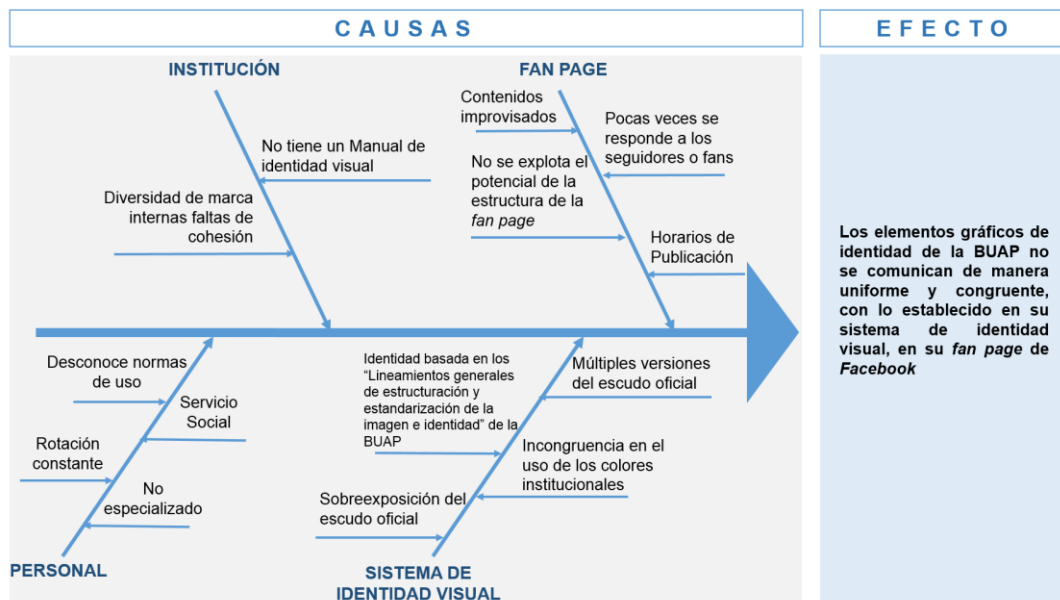 CAUSAS
EFECTO
INSTITUCIÓN
No tiene un Manual de
identidad visual
Diversidad de marca
internas faltas de
cohesión
FAN PAGE
Contenidos
improvisados
Pocas veces se
responde a los
seguidores o fans
No se explota el
potencial de la
estructura de la
fan page
Horarios de
Publicación
Los elementos gráficos de
identidad de la BUAP no
se comunican de manera
uniforme y congruente,
con lo establecido en su
sistema de identidad
visual, en su fan page de
Facebook
Desconoce normas
de uso
Servicio
Social
Rotación
constante
No
especializado
PERSONAL
Identidad basada en los
“Lineamientos generales
de estructuración y
estandarización de la
imagen e identidad” de la
BUAP
Múltiples versiones
del escudo oficial
Incongruencia en el
uso de los colores
institucionales
Sobreexposición del
escudo oficial
SISTEMA DE
IDENTIDAD VISUAL